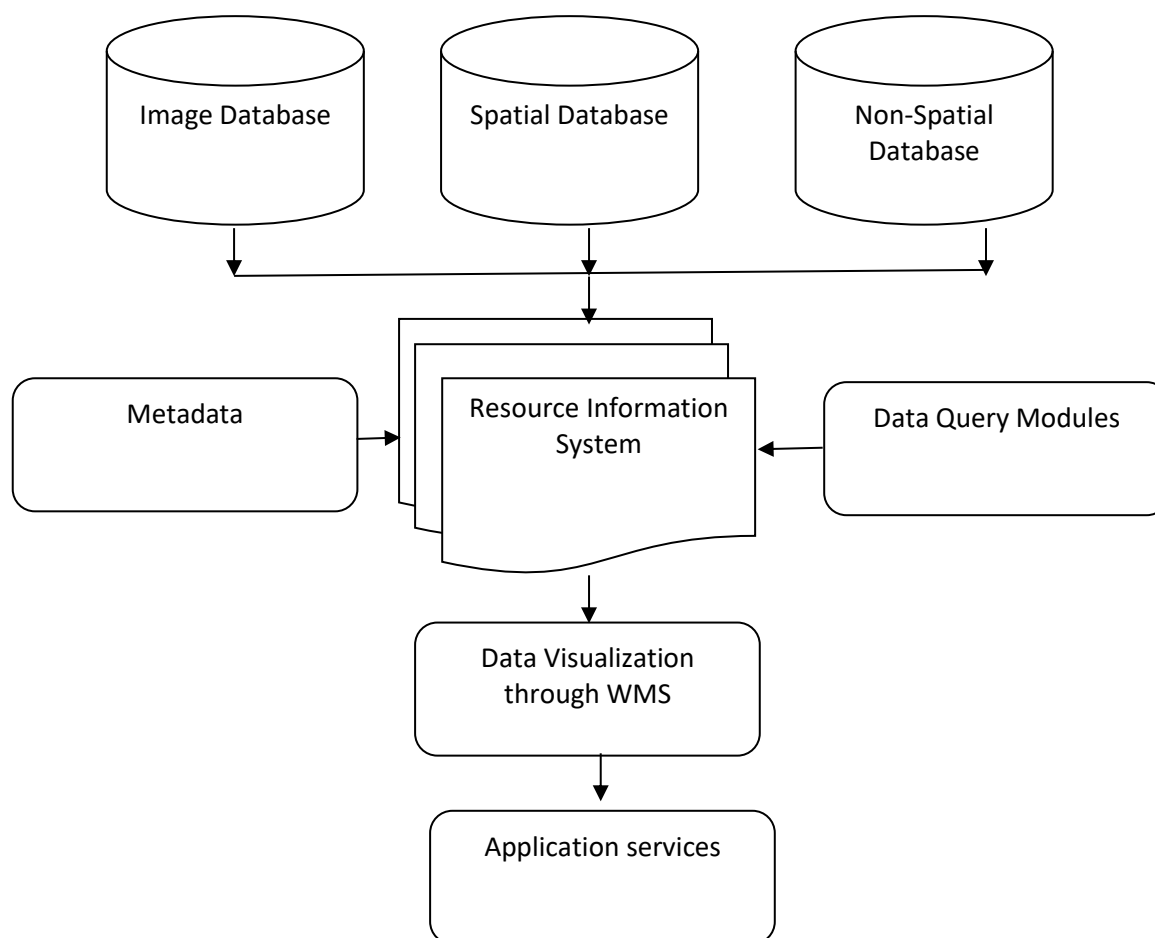 Image Database
Spatial Database
Non-Spatial
Database
Metadata
Resource Information
System
Data Query Modules
Data Visualization
through WMS
Application services